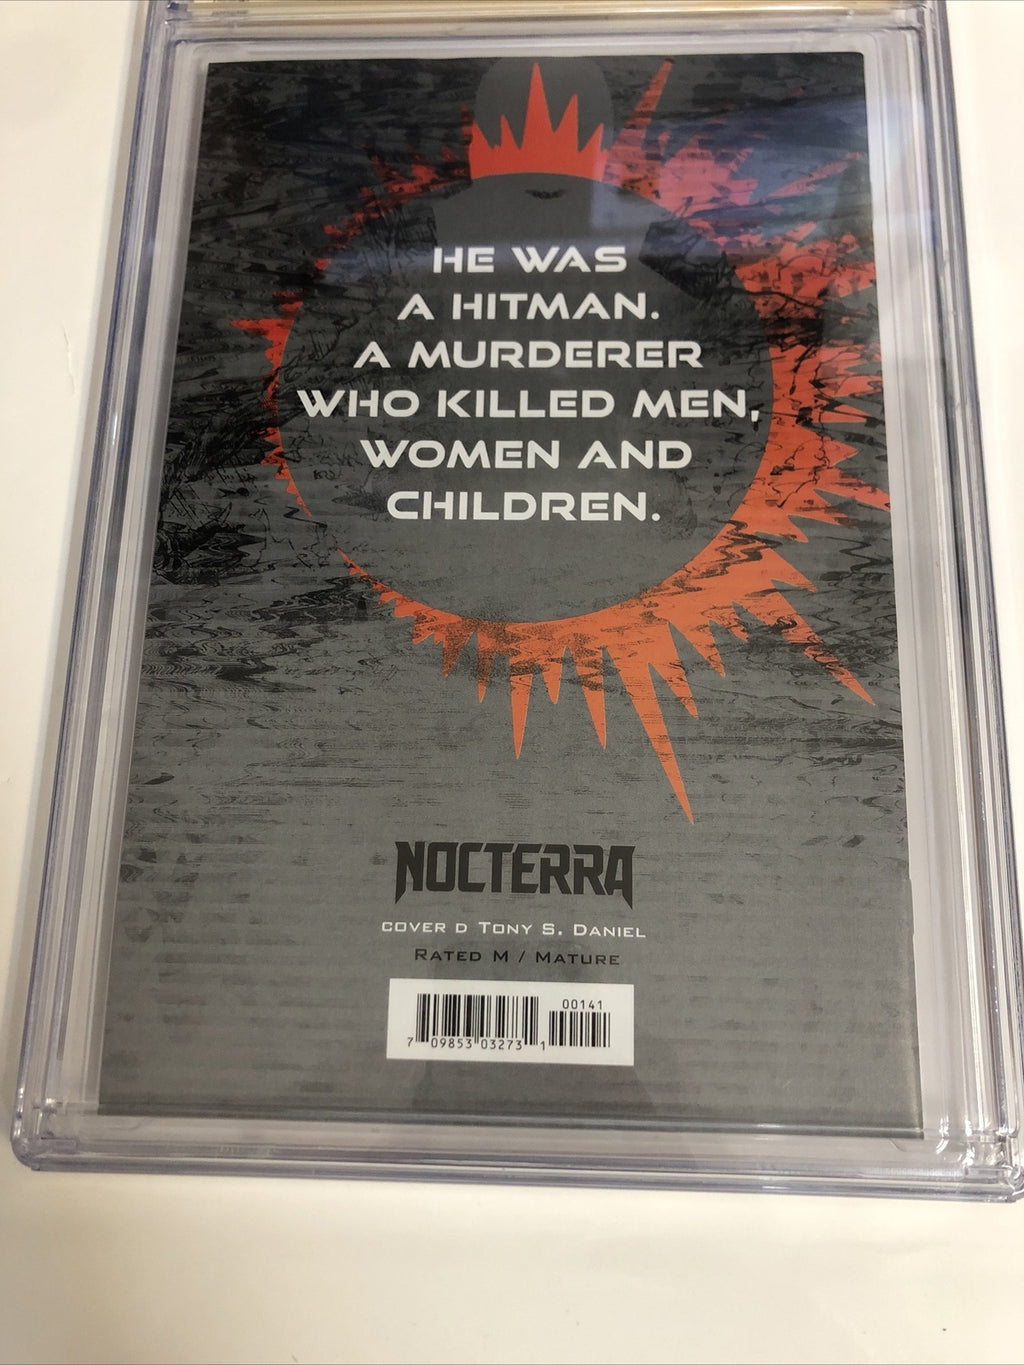 HE WAS
A HITMAN.
A MURDERER
WHO KILLED MEN,
WOMEN AND
CHILDREN.
NOCTERRA
COVER D TONY S. DANIEL
RATED M / MATURE
00141
7 09853 03273 1